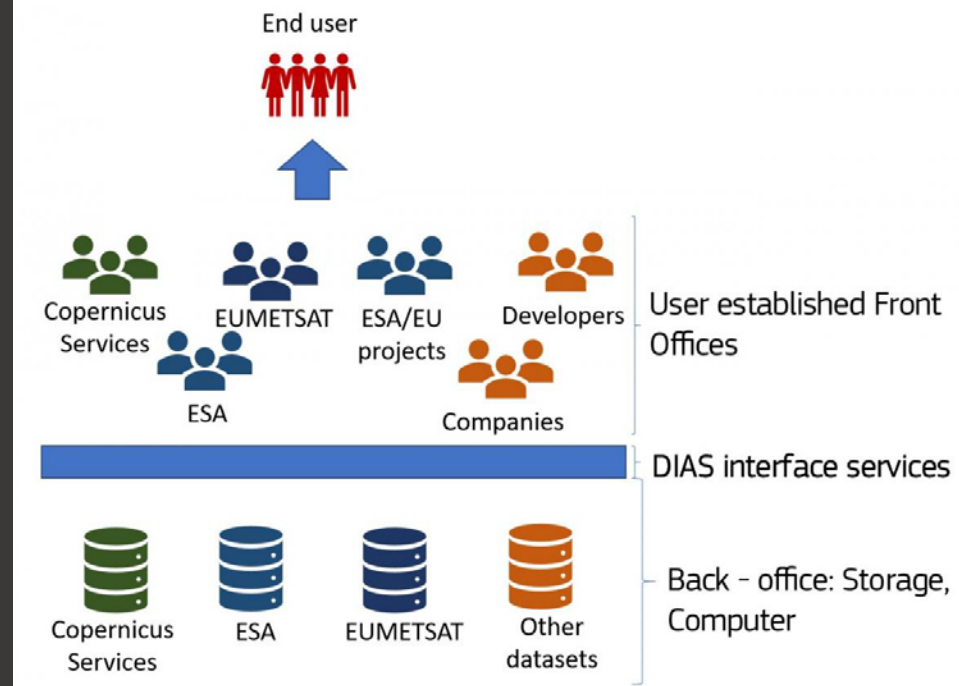 End user
Copernicus
Services
EUMETSAT
ESA/EU
projects
Developers
ESA
Companies
User established Front
Offices
DIAS interface services
Copernicus
Services
ESA
EUMETSAT
Other
datasets
Back - office: Storage,
Computer